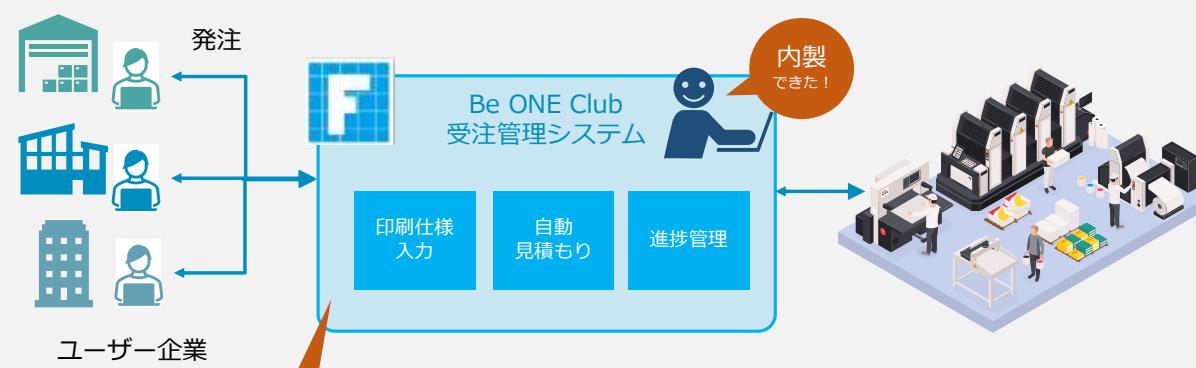 発注
内製
できた！
F
Be ONE Club
受注管理システム
印刷仕様
入力
自動
見積もり
進捗管理
ユーザー企業